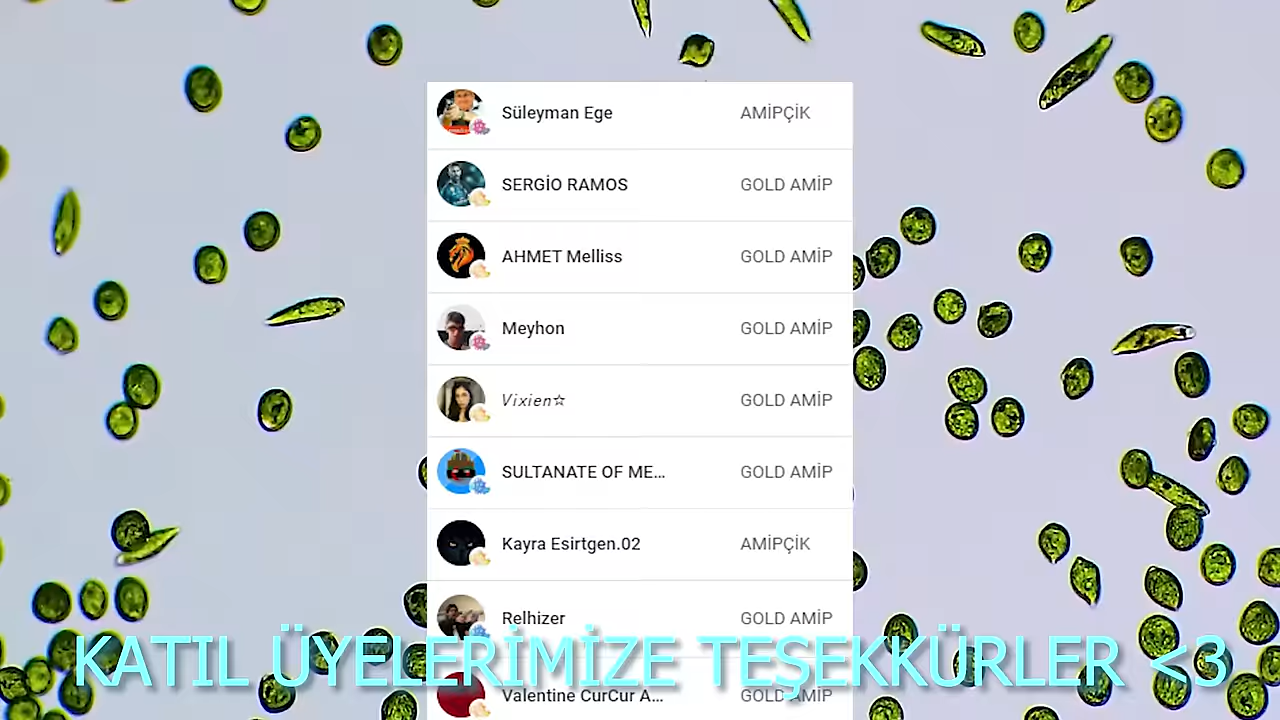 Süleyman Ege AMİPÇİK
SERGİO RAMOS GOLD AMİP
AHMET Melliss GOLD AMİP
Meyhon GOLD AMİP
Vixien☆ GOLD AMİP
SULTANATE OF ME... GOLD AMİP
Kayra Esirtgen.02 AMİPÇİK
Relhizer GOLD AMİP
KATIL ÜYELERİMİZE TEŞEKKÜRLER <3
Valentine CurCur A... GOLD AMİP